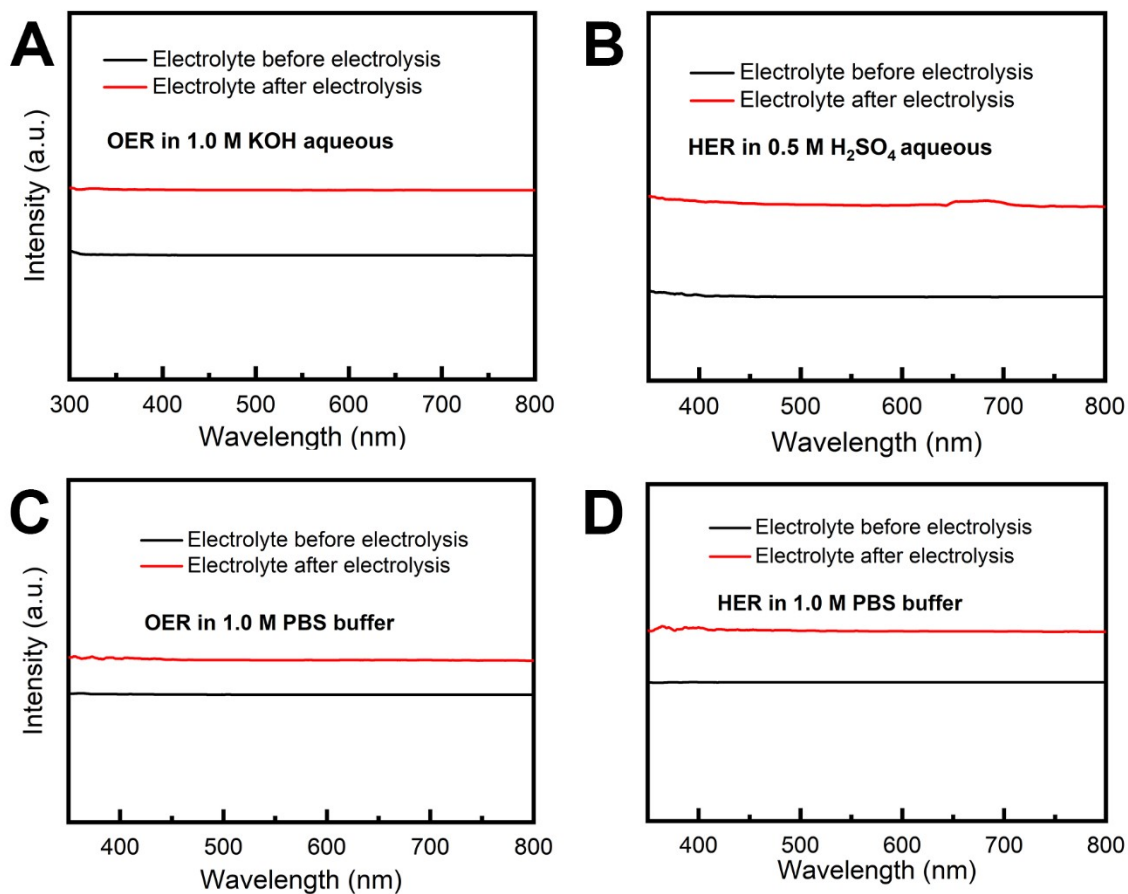 A
Electrolyte before electrolysis
Electrolyte after electrolysis
OER in 1.0 M KOH aqueous
Intensity (a.u.)
300 400 500 600 700 800
Wavelength (nm)
B
Electrolyte before electrolysis
Electrolyte after electrolysis
HER in 0.5 M H₂SO₄ aqueous
400 500 600 700 800
Wavelength (nm)
C
Electrolyte before electrolysis
Electrolyte after electrolysis
OER in 1.0 M PBS buffer
Intensity (a.u.)
400 500 600 700 800
Wavelength (nm)
D
Electrolyte before electrolysis
Electrolyte after electrolysis
HER in 1.0 M PBS buffer
400 500 600 700 800
Wavelength (nm)